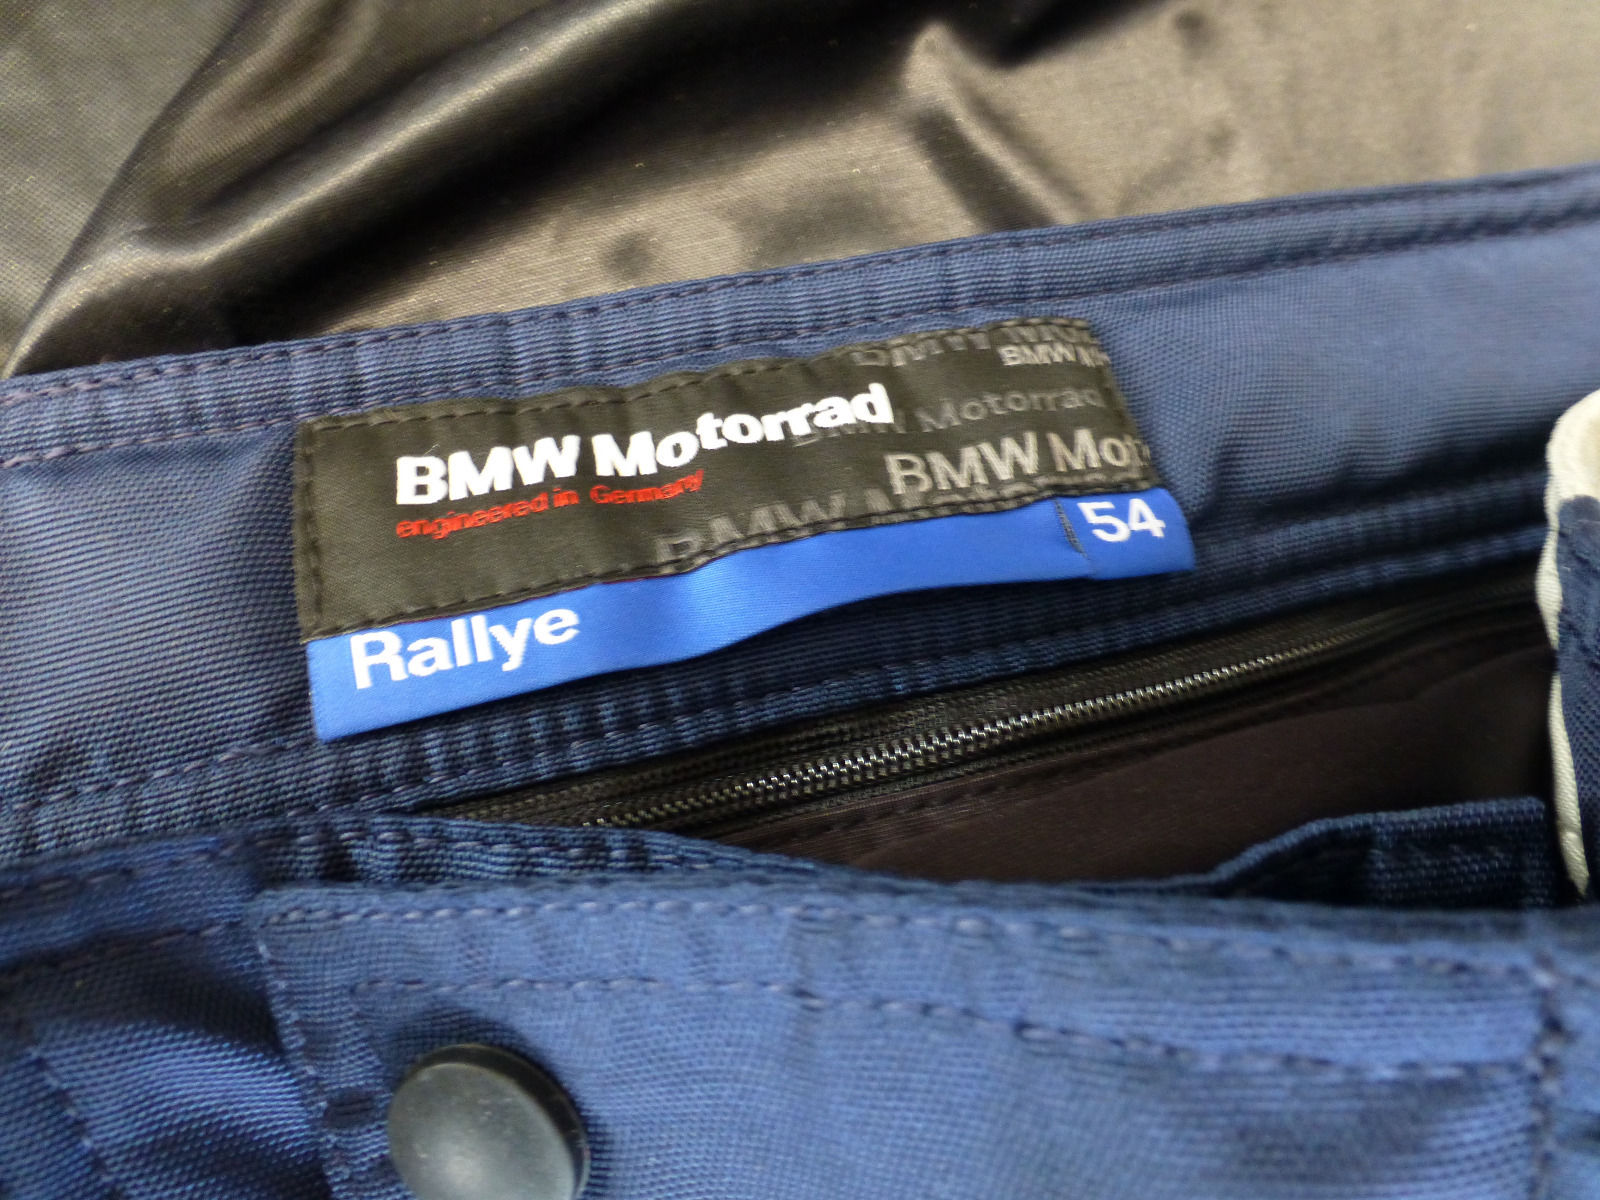 BMW Motorrad
engineered in Germany
BMW Motorrad
BMW Mot
Rallye 54